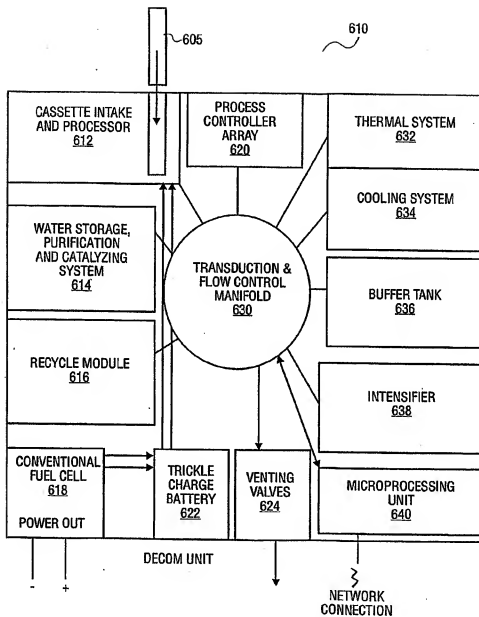 605
610
CASSETTE INTAKE
AND PROCESSOR
612
PROCESS
CONTROLLER
ARRAY
620
THERMAL SYSTEM
632
COOLING SYSTEM
634
WATER STORAGE,
PURIFICATION
AND CATALYZING
SYSTEM
614
TRANSDUCTION &
FLOW CONTROL
MANIFOLD
630
BUFFER TANK
636
RECYCLE MODULE
616
INTENSIFIER
638
CONVENTIONAL
FUEL CELL
618
POWER OUT
TRICKLE
CHARGE
BATTERY
622
VENTING
VALVES
624
MICROPROCESSING
UNIT
640
- +
DECOM UNIT
NETWORK
CONNECTION